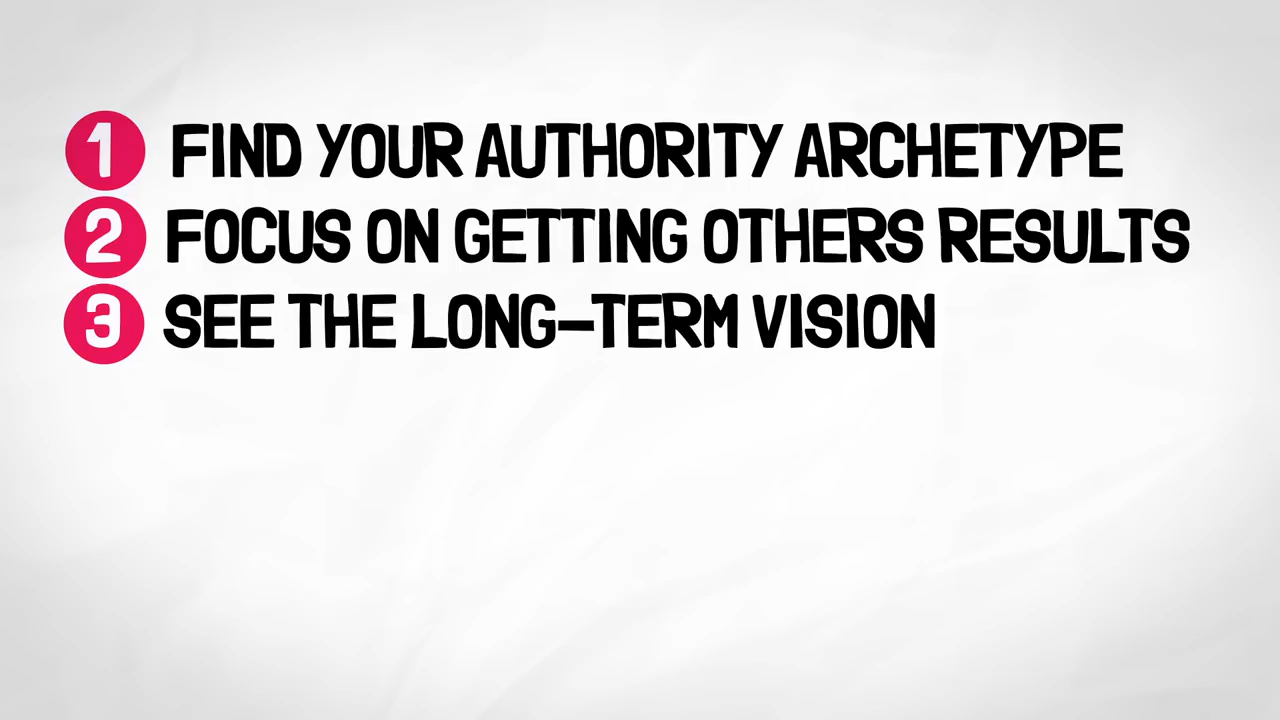 1 FIND YOUR AUTHORITY ARCHETYPE
2 FOCUS ON GETTING OTHERS RESULTS
3 SEE THE LONG-TERM VISION